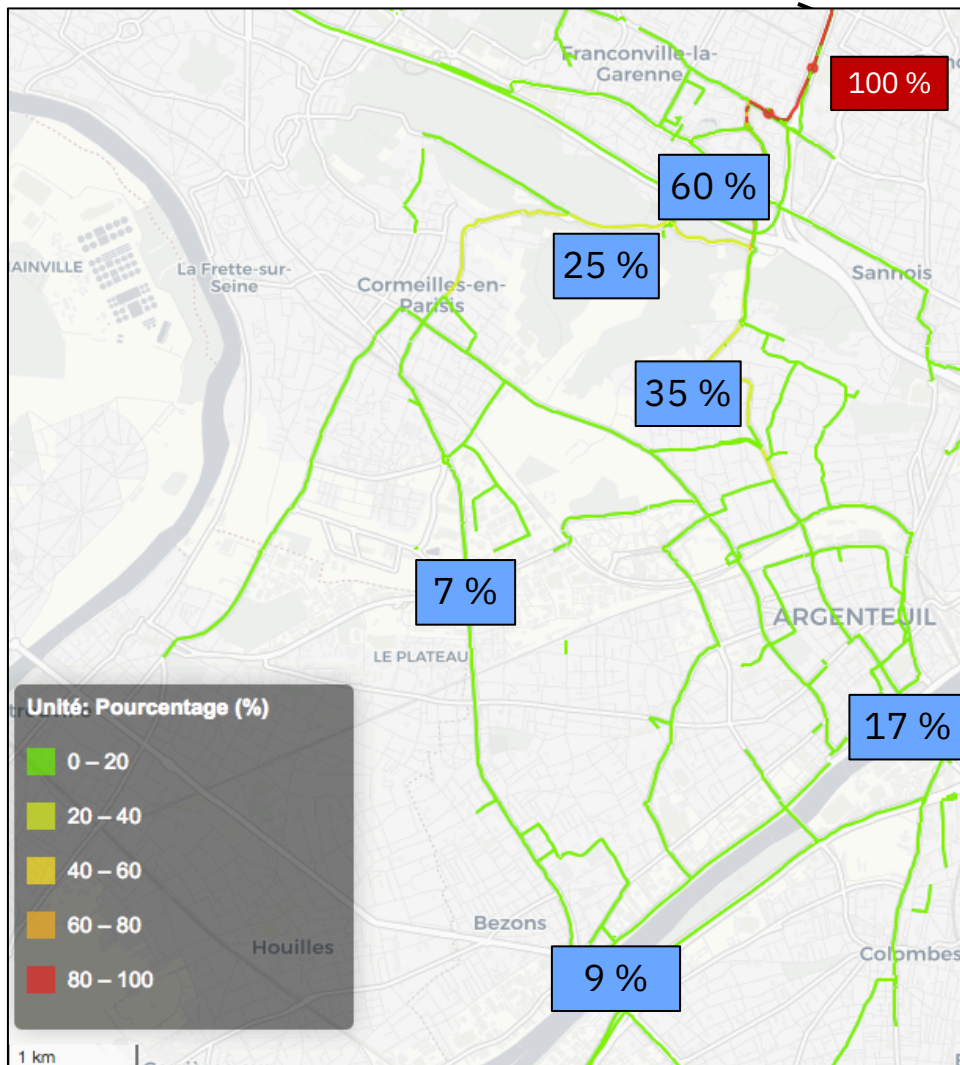 Franconville-la-
Garenne
100 %
60 %
25 %
La Frette-sur-
Seine
Cormeilles-en-
Parisis
Sannois
35 %
7 %
ARGENTEUIL
LE PLATEAU
17 %
Unité: Pourcentage (%)
0 – 20
20 – 40
40 – 60
60 – 80
80 – 100
Bezons
Houilles
Colombes
9 %
1 km